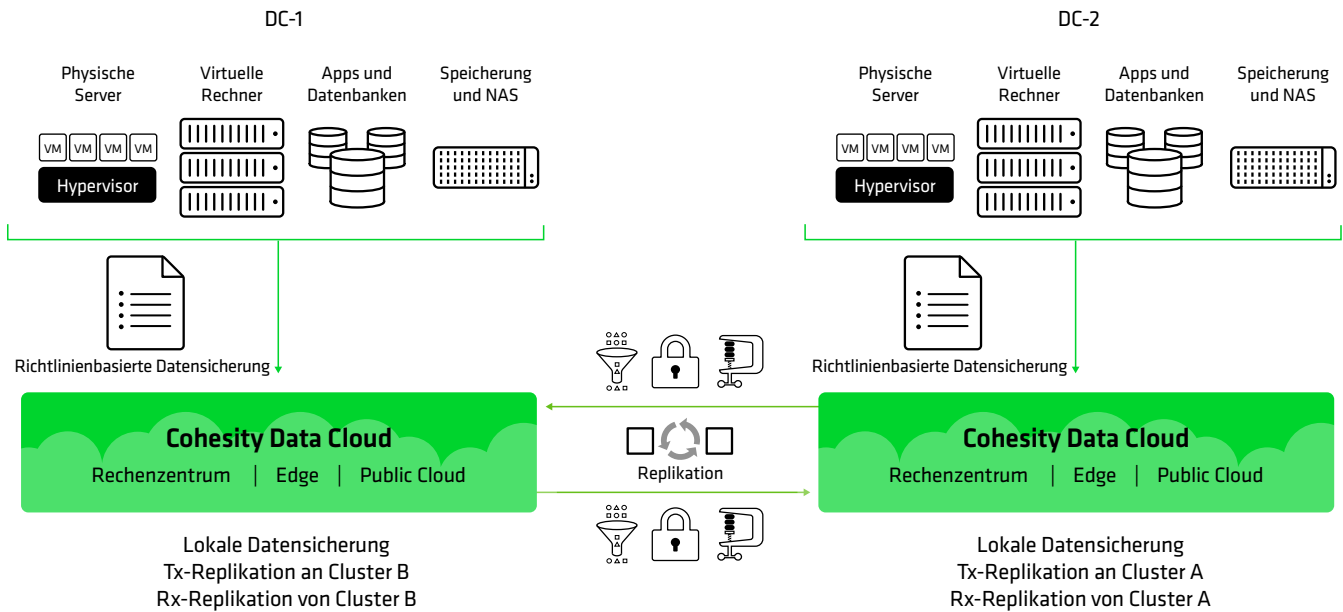 DC-1
Physische
Server
Virtuelle
Rechner
Apps und
Datenbanken
Speicherung
und NAS
VM VM VM VM
Hypervisor
Richtlinienbasierte Datensicherung
Cohesity Data Cloud
Rechenzentrum | Edge | Public Cloud
Lokale Datensicherung
Tx-Replikation an Cluster B
Rx-Replikation von Cluster B
Replikation
DC-2
Physische
Server
Virtuelle
Rechner
Apps und
Datenbanken
Speicherung
und NAS
VM VM VM VM
Hypervisor
Richtlinienbasierte Datensicherung
Cohesity Data Cloud
Rechenzentrum | Edge | Public Cloud
Lokale Datensicherung
Tx-Replikation an Cluster A
Rx-Replikation von Cluster A